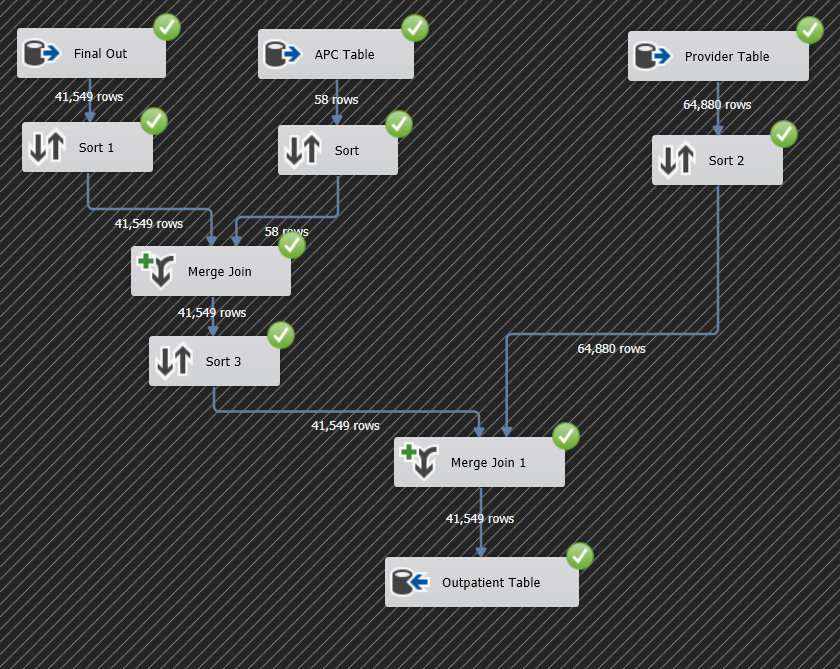 Final Out
APC Table
Provider Table
41,549 rows
58 rows
64,880 rows
Sort 1
Sort
Sort 2
41,549 rows
58 rows
Merge Join
41,549 rows
64,880 rows
Sort 3
41,549 rows
Merge Join 1
41,549 rows
Outpatient Table